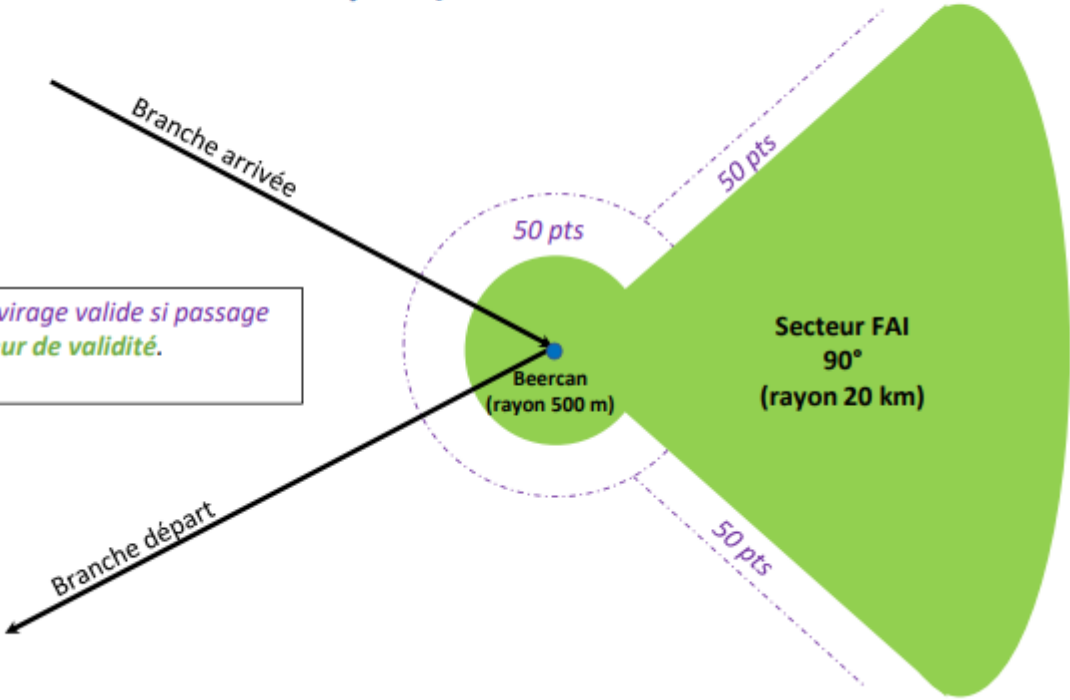 Branche arrivée
50 pts
50 pts
virage valide si passage
ur de validité.
Secteur FAI
90°
(rayon 20 km)
Beercan
(rayon 500 m)
Branche départ
50 pts